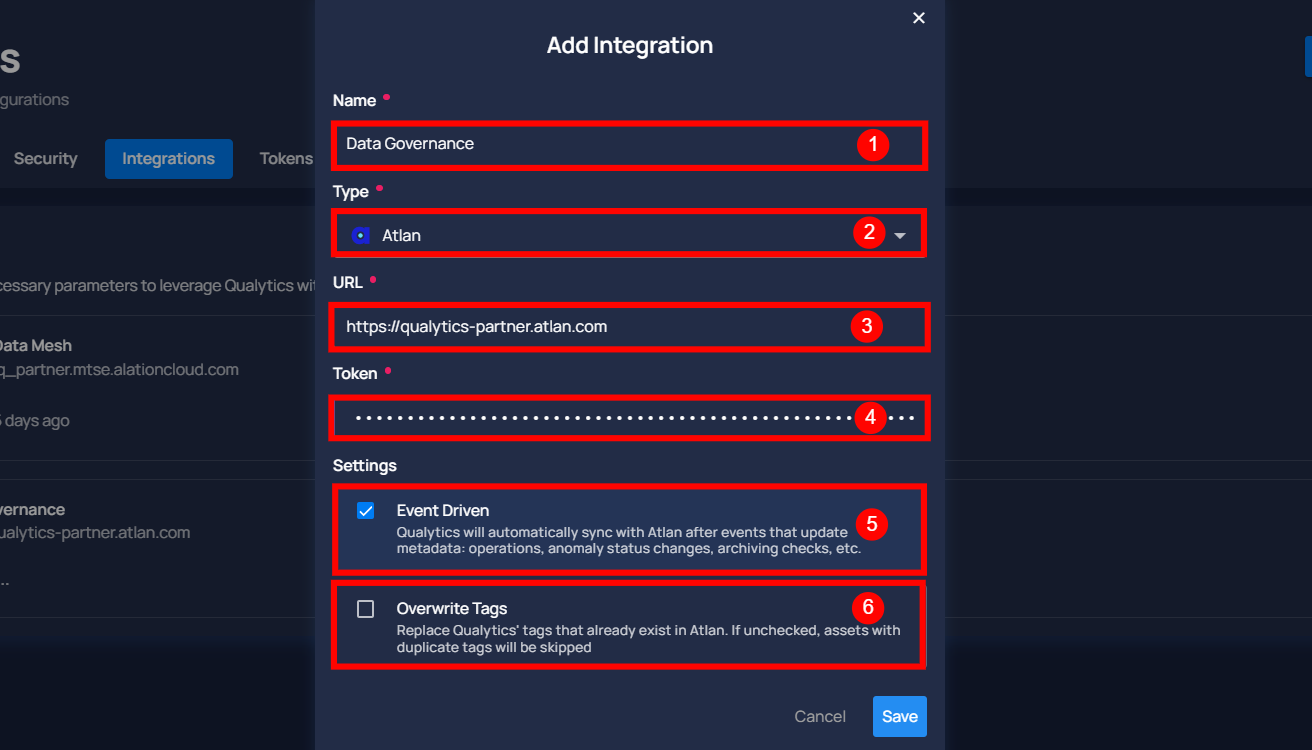 Add Integration
s
gurations
Security
Integrations
Tokens
Name
Data Governance
1
Type
Atlan
2
URL
https://qualytics-partner.atlan.com
3
Token
4
Settings
Event Driven
Qualytics will automatically sync with Atlan after events that update
metadata: operations, anomaly status changes, archiving checks, etc.
5
Overwrite Tags
Replace Qualytics' tags that already exist in Atlan. If unchecked, assets with
duplicate tags will be skipped
6
Cancel
Save
cessary parameters to leverage Qualytics wit
Data Mesh
q_partner.mtse.alationcloud.com
5 days ago
vernance
ualytics-partner.atlan.com
...